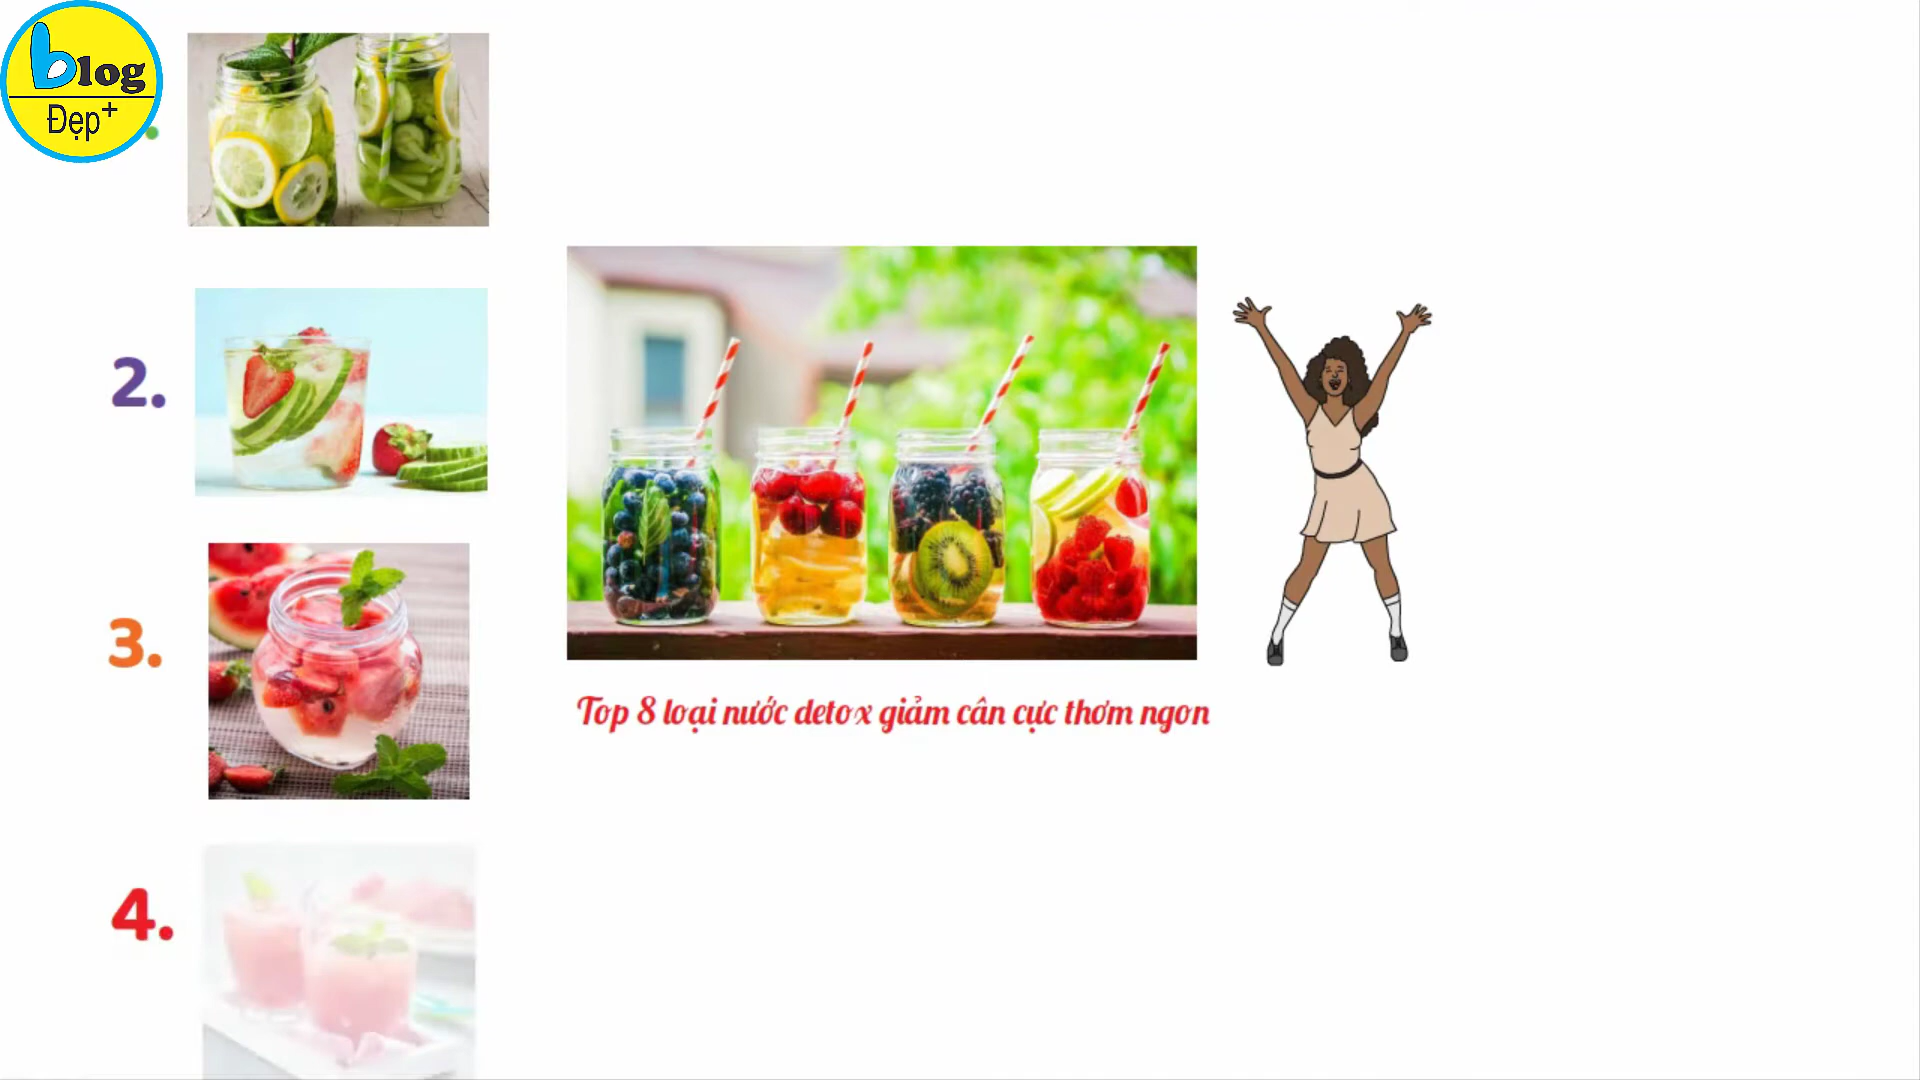 blog
Đẹp+
2.
3.
4.
Top 8 loại nước detox giảm cân cực thơm ngon